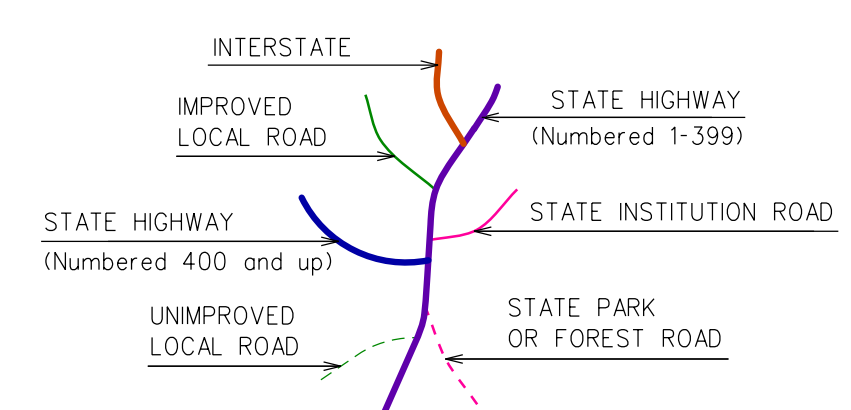 INTERSTATE
STATE HIGHWAY
(Numbered 1-399)
IMPROVED
LOCAL ROAD
STATE HIGHWAY
(Numbered 400 and up)
STATE INSTITUTION ROAD
UNIMPROVED
LOCAL ROAD
STATE PARK
OR FOREST ROAD